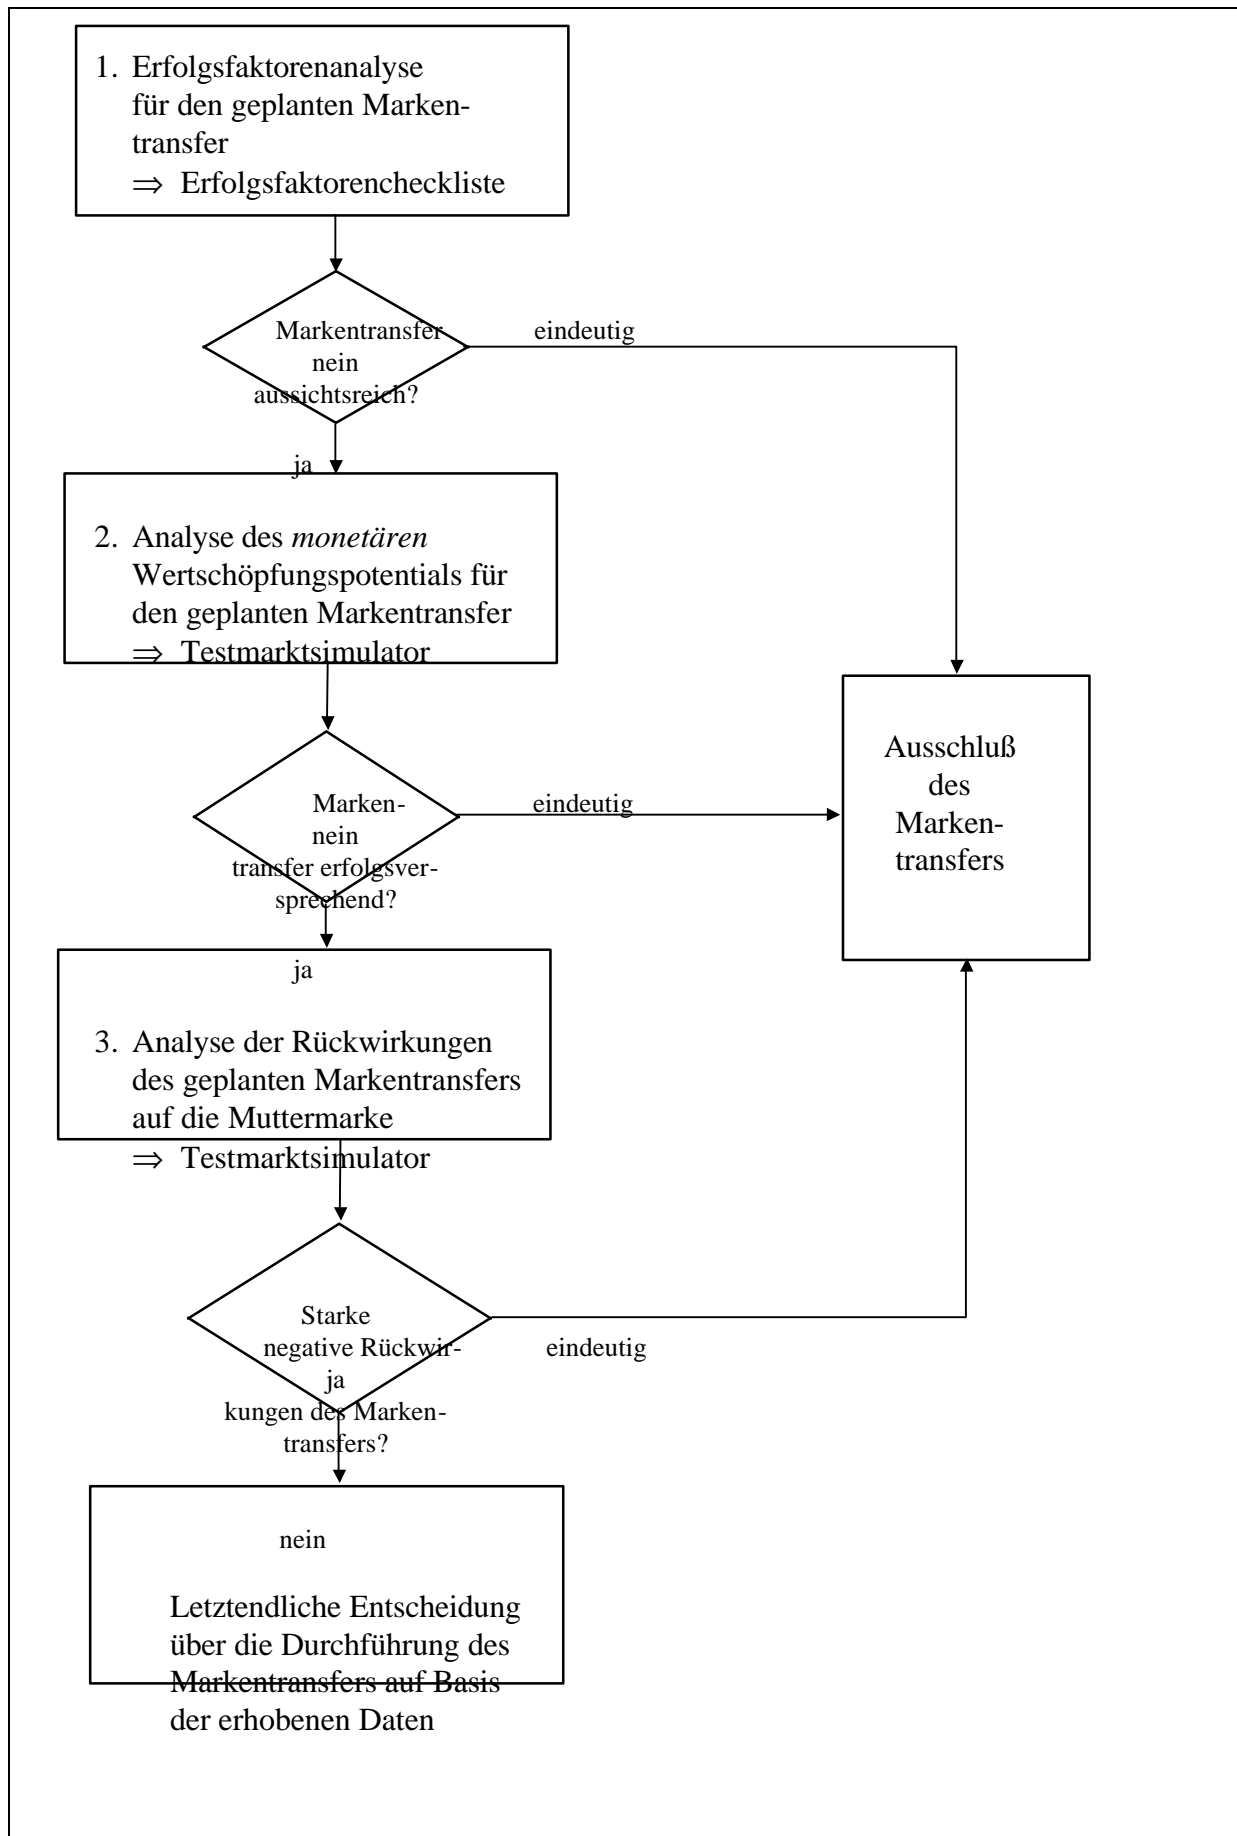 1. Erfolgsfaktorenanalyse
für den geplanten Marken-
transfer
⇒ Erfolgsfaktorencheckliste
Markentransfer eindeutig
nein
aussichtsreich?
ja
2. Analyse des monetären
Wertschöpfungspotentials für
den geplanten Markentransfer
⇒ Testmarktsimulator
Marken- eindeutig
nein
transfer erfolgsver-
sprechend?
Ausschluß
des
Marken-
transfers
ja
3. Analyse der Rückwirkungen
des geplanten Markentransfers
auf die Muttermarke
⇒ Testmarktsimulator
Starke
negative Rückwir- eindeutig
ja
kungen des Marken-
transfers?
nein
Letztendliche Entscheidung
über die Durchführung des
Markentransfers auf Basis
der erhobenen Daten